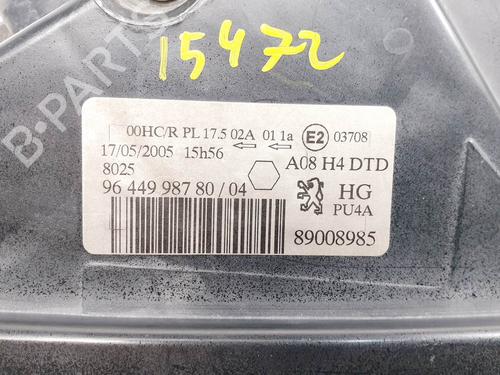 15472
00HC/R PL 17.5 02A 01 1a E2 03708
17/05/2005 15h56
8025
A08 H4 DTD
96 449 987 80 / 04
HG
PU4A
89008985